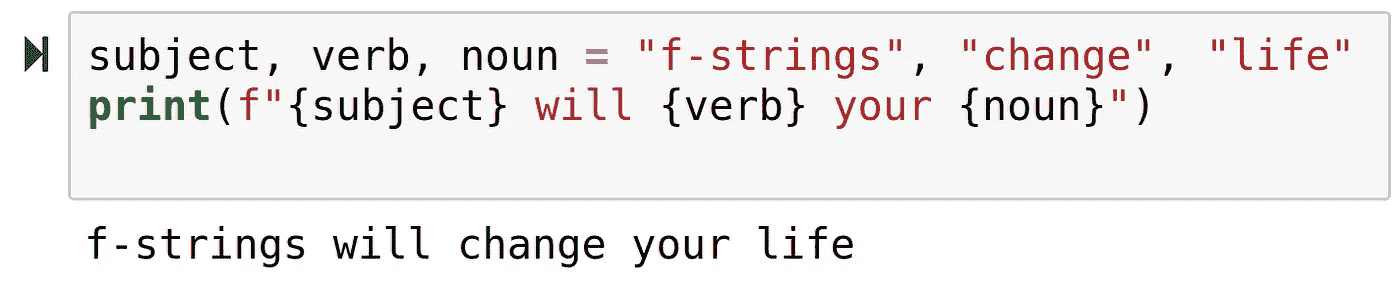 subject, verb, noun = "f-strings", "change", "life"
print(f"{subject} will {verb} your {noun}")
f-strings will change your life